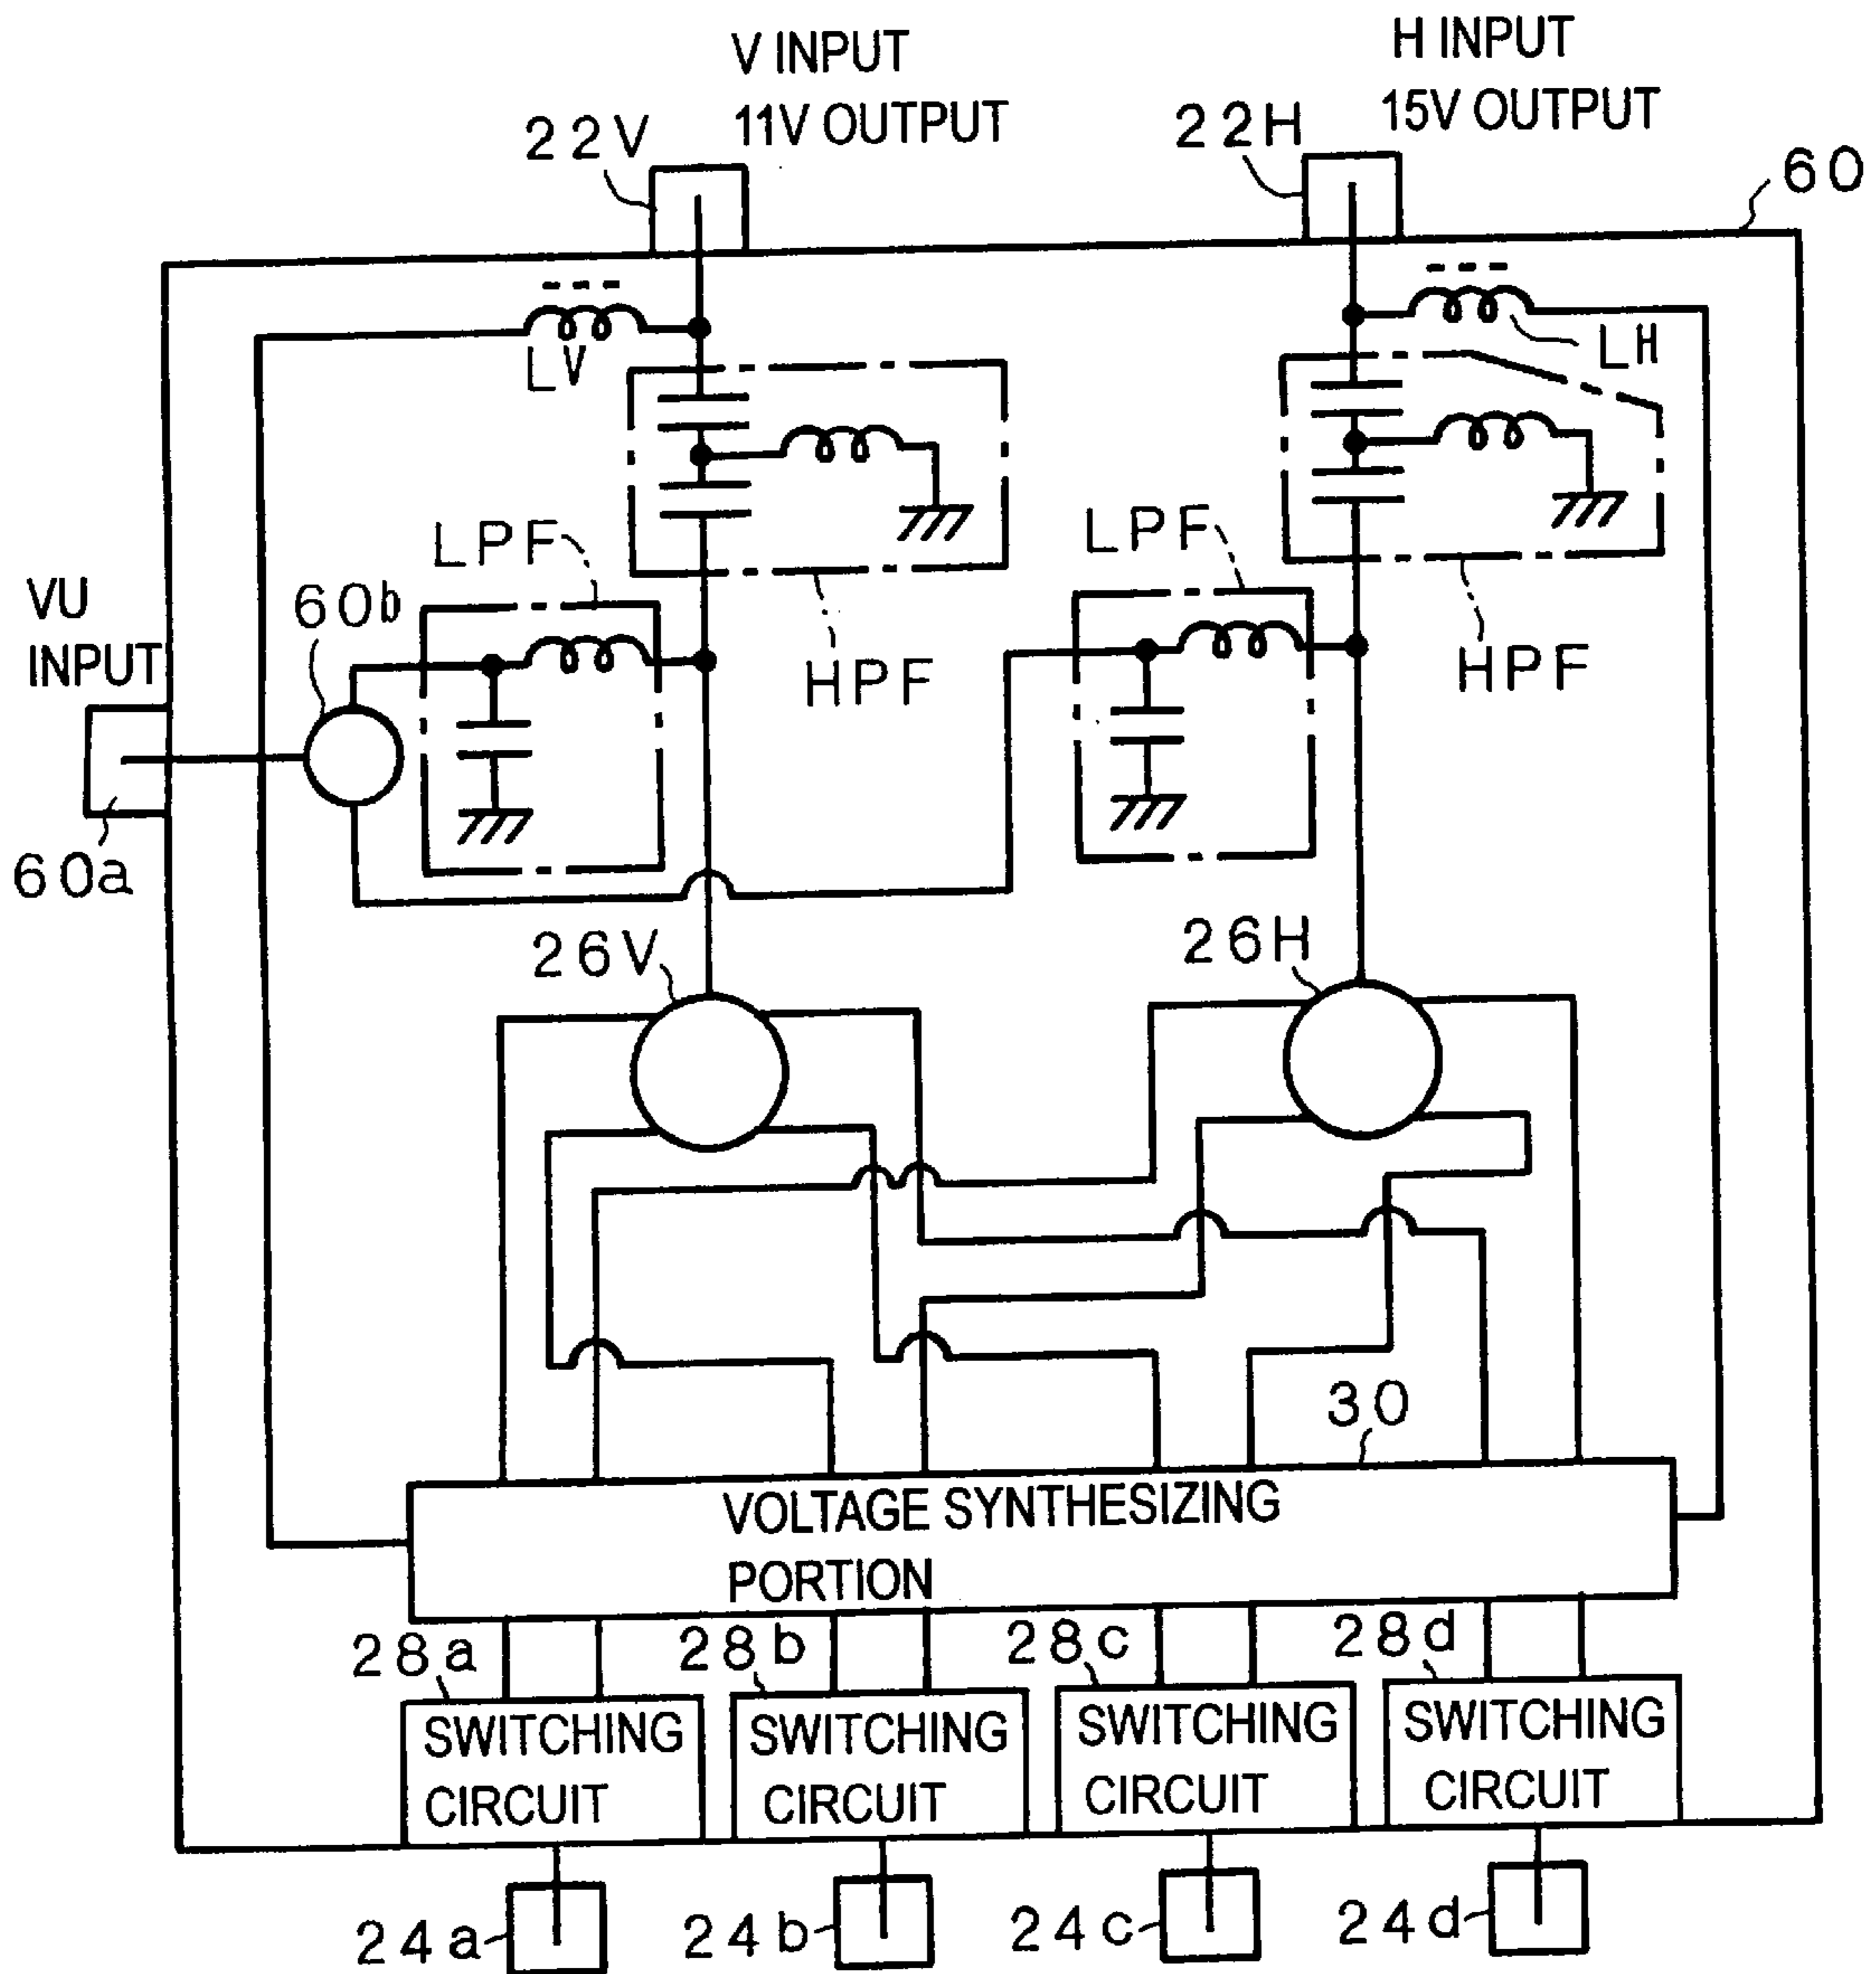 V INPUT
11V OUTPUT
H INPUT
15V OUTPUT
22V
22H
60
LV
LH
LPF
LPF
VU
INPUT
60b
HPF
HPF
60a
26V
26H
30
VOLTAGE SYNTHESIZING
PORTION
28a
28b
28c
28d
SWITCHING
CIRCUIT
SWITCHING
CIRCUIT
SWITCHING
CIRCUIT
SWITCHING
CIRCUIT
24a
24b
24c
24d